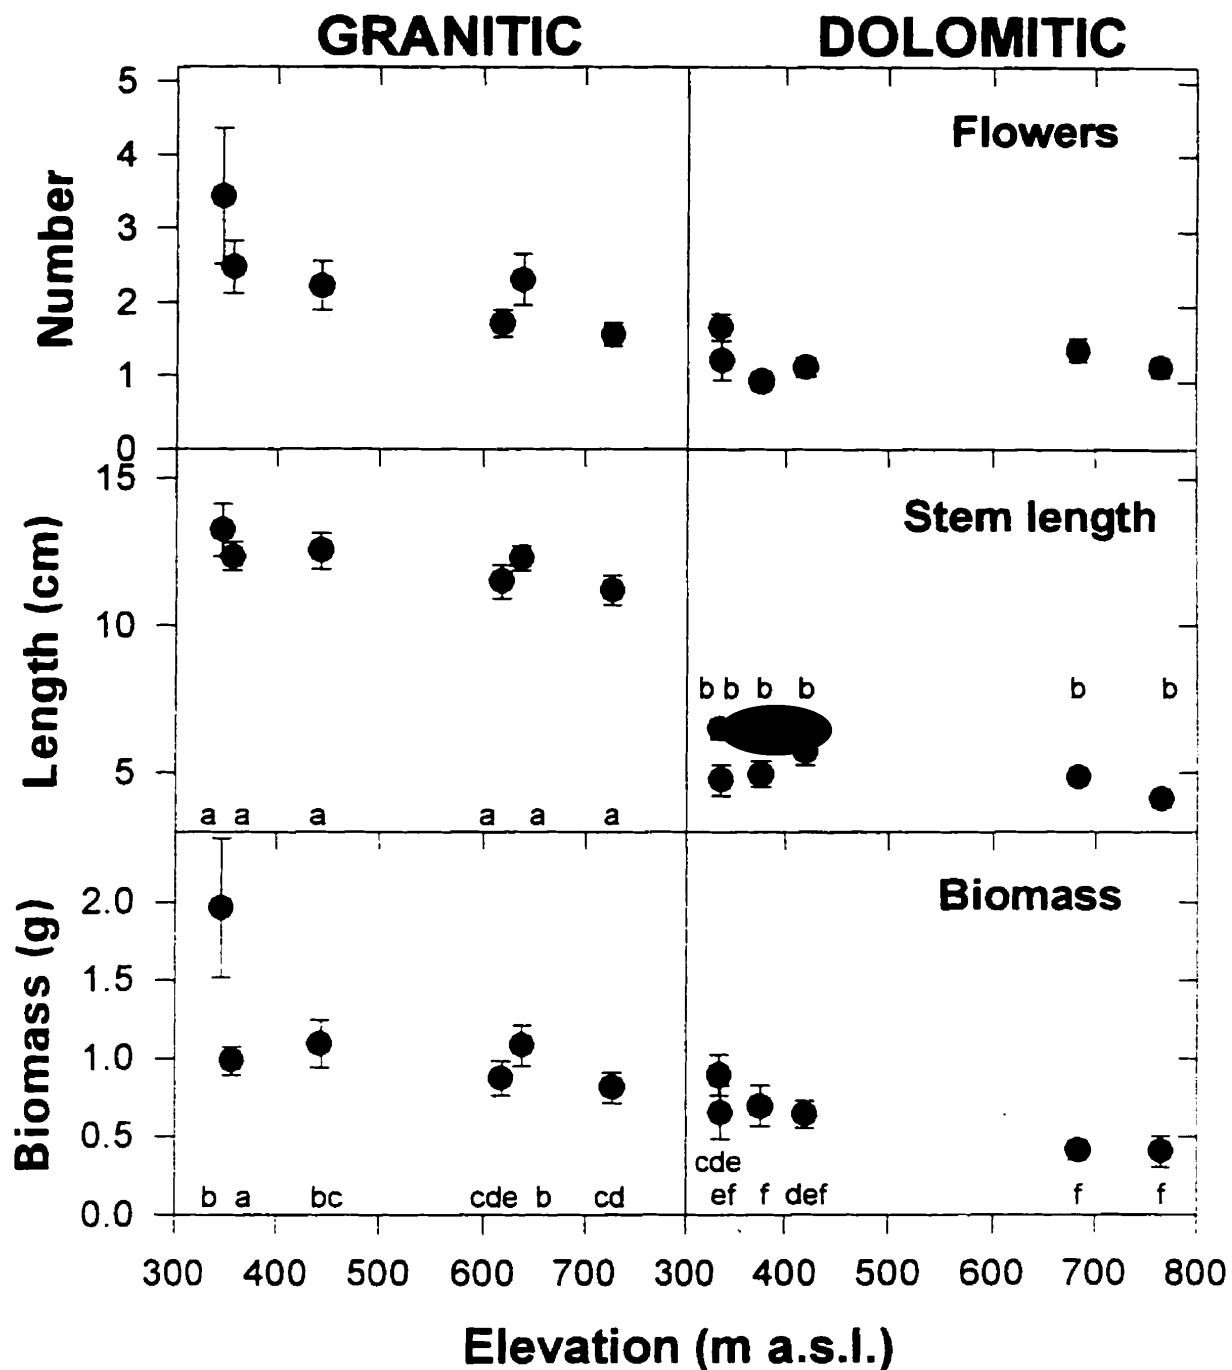 GRANITIC DOLOMITIC
5
4
3
2
1
0
Number
Flowers
15
10
5
Length (cm)
Stem length
b b b b b b
a a a a a a
2.0
1.5
1.0
0.5
0.0
Biomass (g)
Biomass
cde
b a bc cde b cd ef f def f f
300 400 500 600 700 300 400 500 600 700 800
Elevation (m a.s.l.)